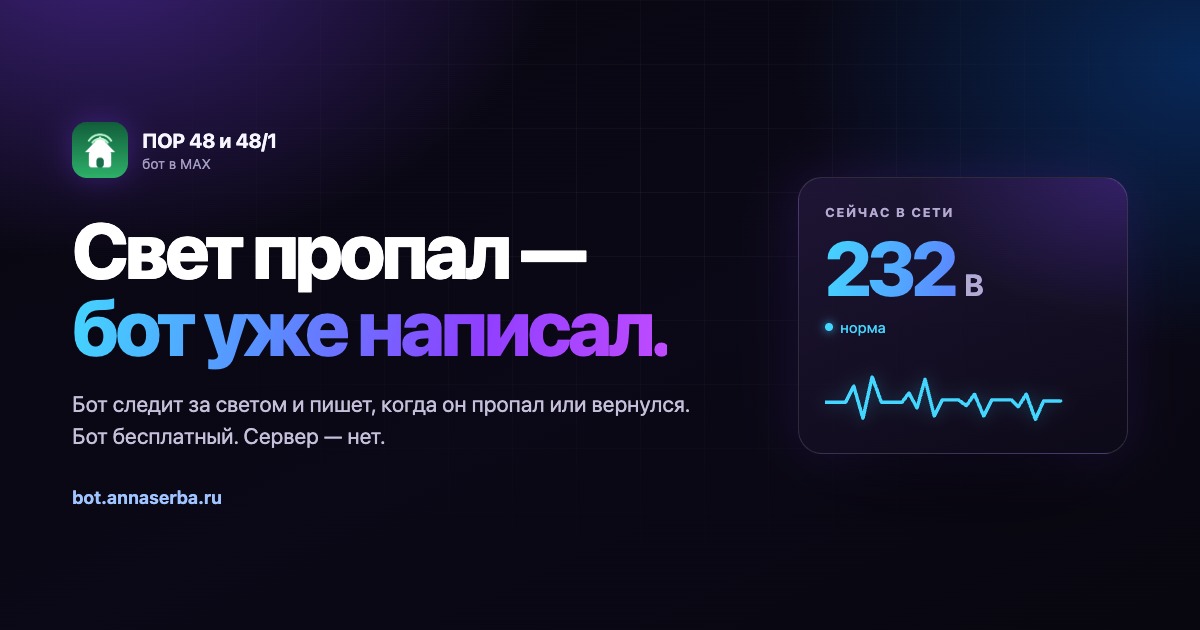 ПОР 48 и 48/1
бот в MAX
Свет пропал —
бот уже написал.
Бот следит за светом и пишет, когда он пропал или вернулся.
Бот бесплатный. Сервер — нет.
bot.annaserba.ru
СЕЙЧАС В СЕТИ
232 В
норма